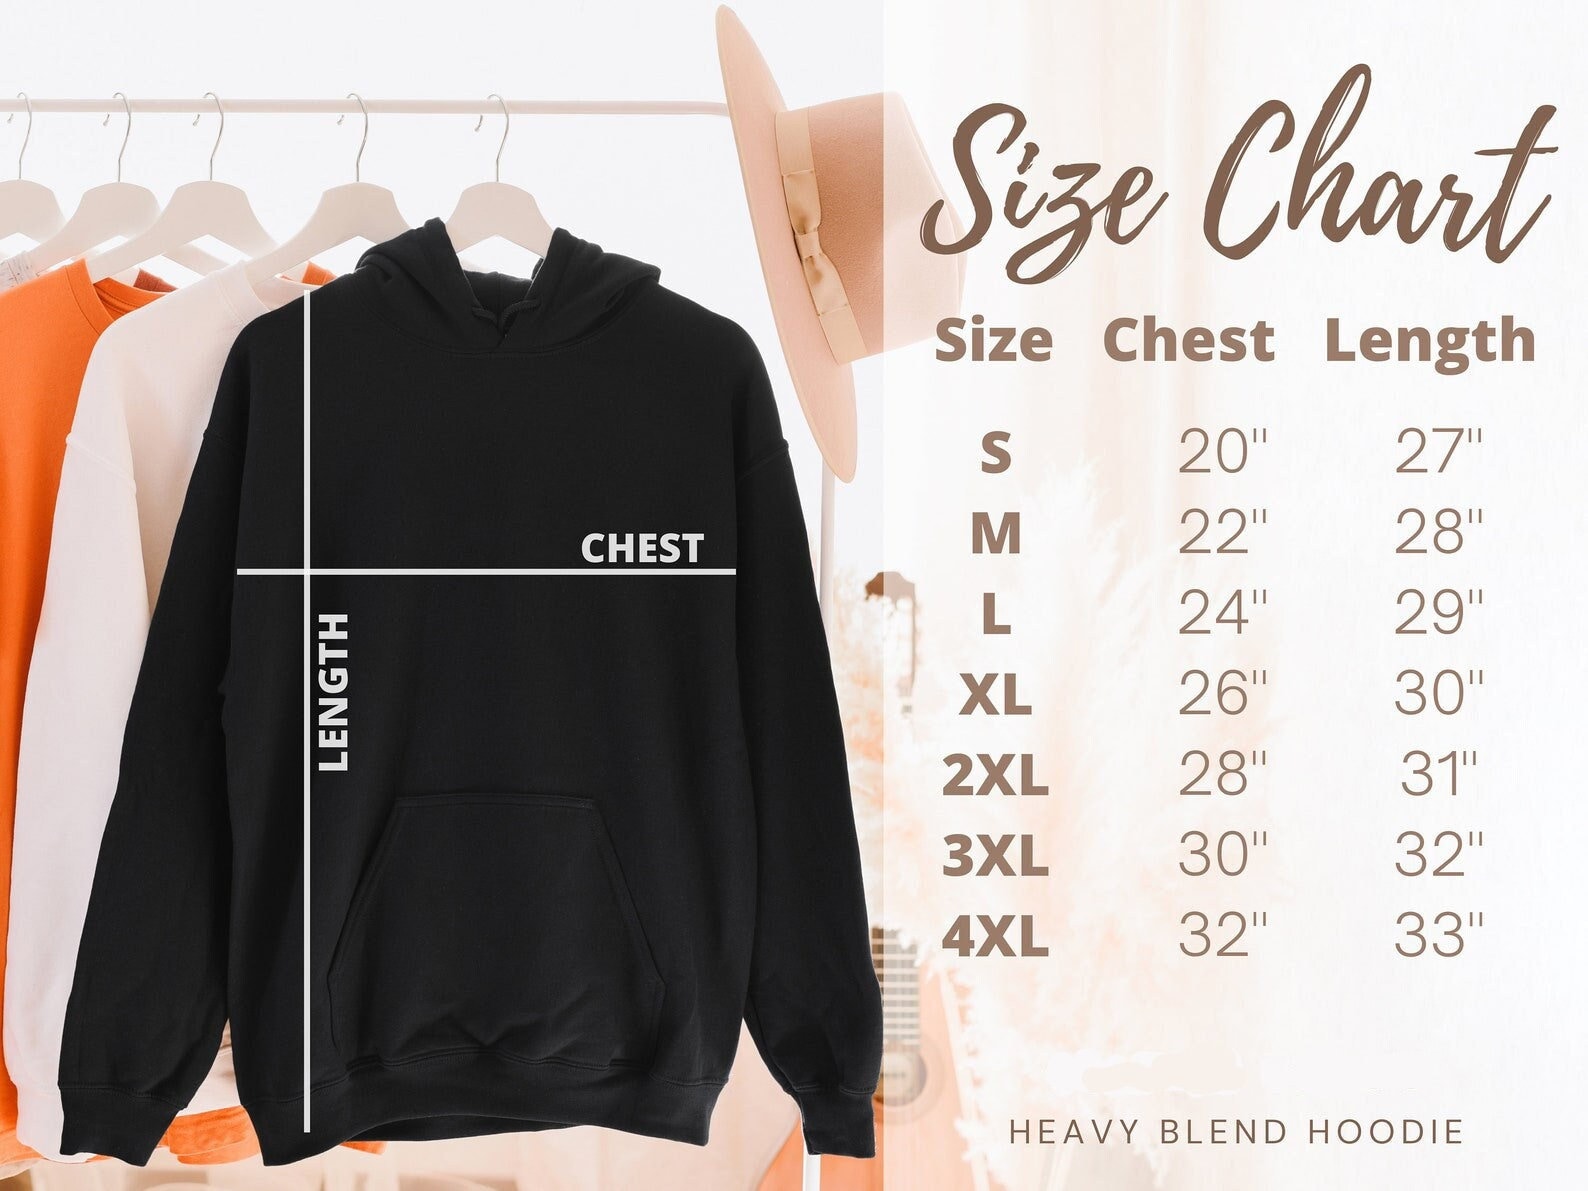 Size Chart
Size Chest Length
S 20" 27"
M 22" 28"
L 24" 29"
XL 26" 30"
2XL 28" 31"
3XL 30" 32"
4XL 32" 33"
HEAVY BLEND HOODIE
CHEST
LENGTH